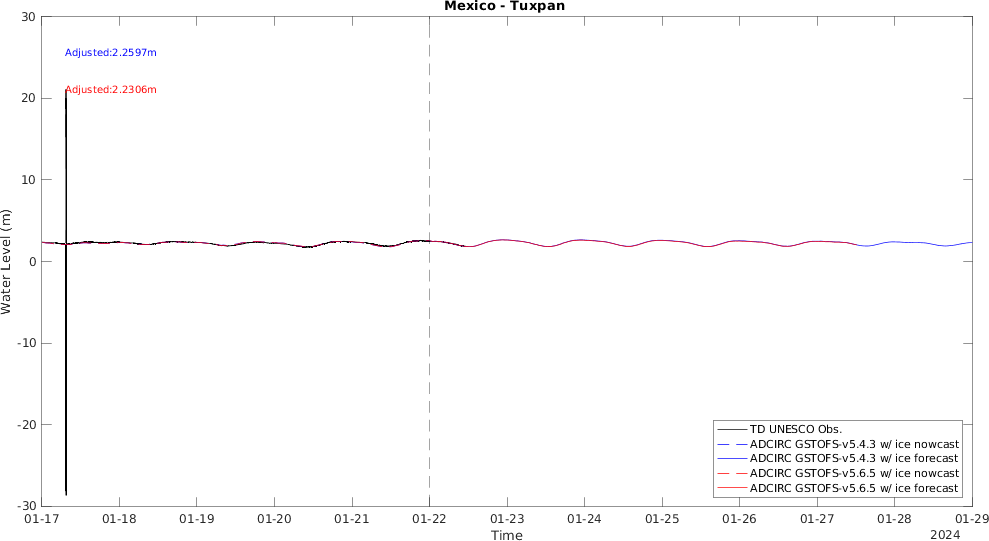 Mexico - Tuxpan
30
Adjusted:2.2597m
Adjusted:2.2306m
20
10
0
-10
-20
-30
Water Level (m)
TD UNESCO Obs.
ADCIRC GSTOFS-v5.4.3 w/ ice nowcast
ADCIRC GSTOFS-v5.4.3 w/ ice forecast
ADCIRC GSTOFS-v5.6.5 w/ ice nowcast
ADCIRC GSTOFS-v5.6.5 w/ ice forecast
01-17 01-18 01-19 01-20 01-21 01-22 01-23 01-24 01-25 01-26 01-27 01-28 01-29
Time
2024